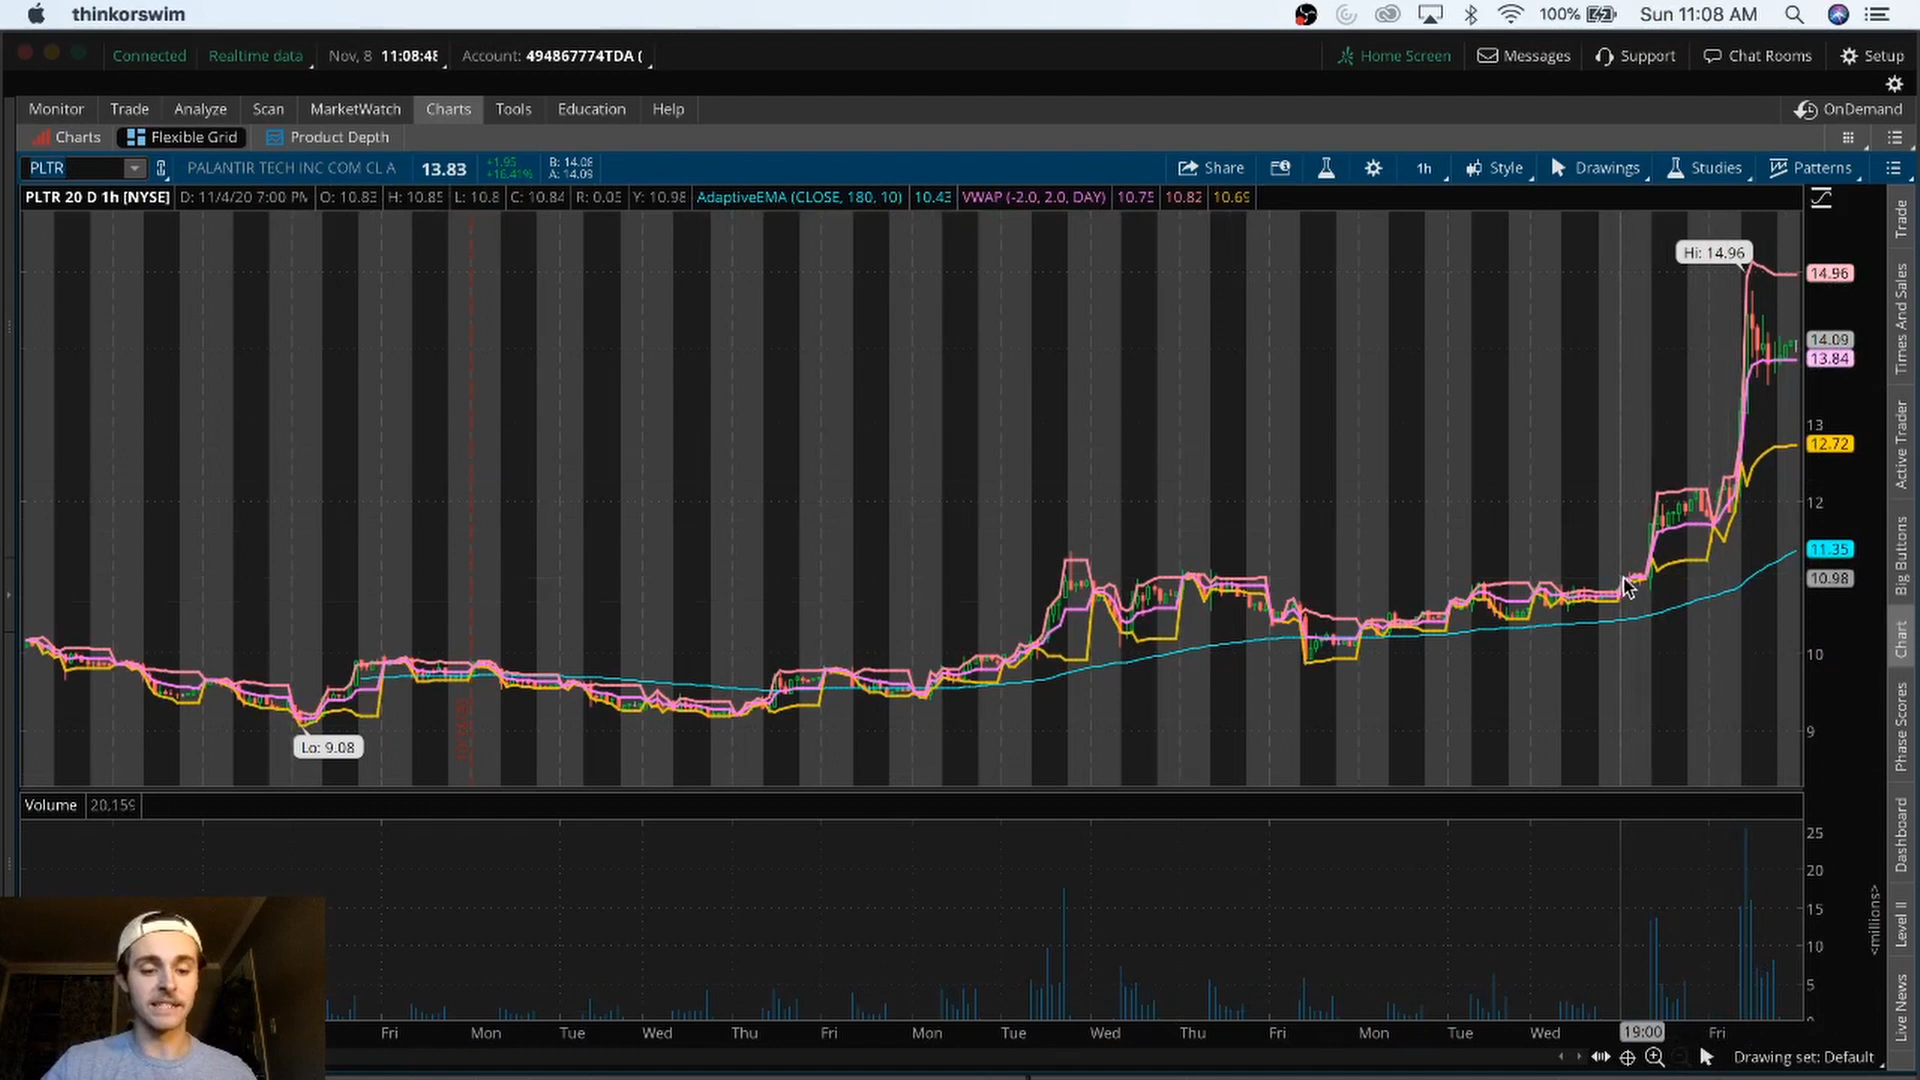 thinkorswim 100% Sun 11:08 AM
Connected Realtime data Nov, 8 11:08:48 Account: 494867774TDA ( Home Screen Messages Support Chat Rooms Setup
Monitor Trade Analyze Scan MarketWatch Charts Tools Education Help OnDemand
Charts Flexible Grid Product Depth
PLTR PALANTIR TECH INC COM CL A 13.83 +1.95 +16.41% B: 14.08 A: 14.09 Share 1h Style Drawings Studies Patterns
PLTR 20 D 1h [NYSE] D: 11/4/20 7:00 PM O: 10.83 H: 10.85 L: 10.8 C: 10.84 R: 0.05 Y: 10.98 AdaptiveEMA (CLOSE, 180, 10) 10.43 VWAP (-2.0, 2.0, DAY) 10.75 10.82 10.69
Hi: 14.96
14.96
14.09
13.84
13
12.72
12
11.35
10.98
10
9
Lo: 9.08
Volume 20,159
25
20
15
10
5
<millions>
Fri Mon Tue Wed Thu Fri Mon Tue Wed Thu Fri Mon Tue Wed 19:00 Fri
Drawing set: Default
Trade
Times And Sales
Active Trader
Big Buttons
Chart
Phase Scores
Dashboard
Level II
Live News